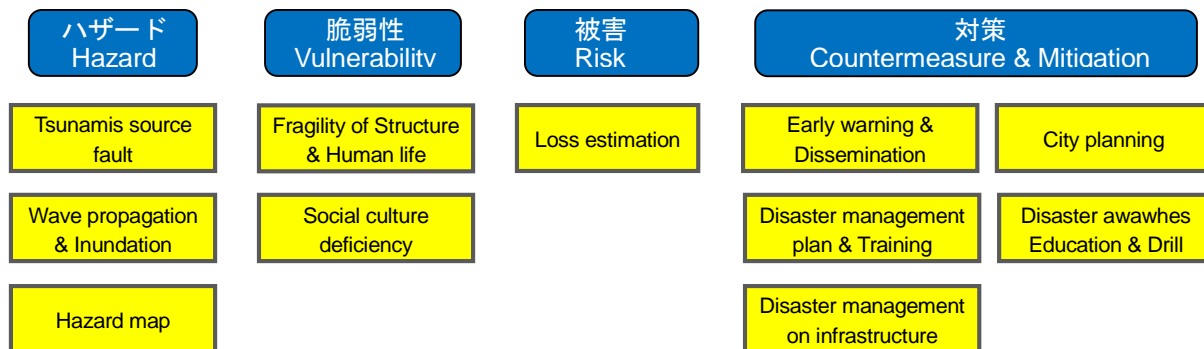 ハザード
Hazard
脆弱性
Vulnerability
被害
Risk
対策
Countermeasure & Mitigation
Tsunamis source
fault
Fragility of Structure
& Human life
Loss estimation
Early warning &
Dissemination
City planning
Wave propagation
& Inundation
Social culture
deficiency
Disaster management
plan & Training
Disaster awawhes
Education & Drill
Hazard map
Disaster management
on infrastructure